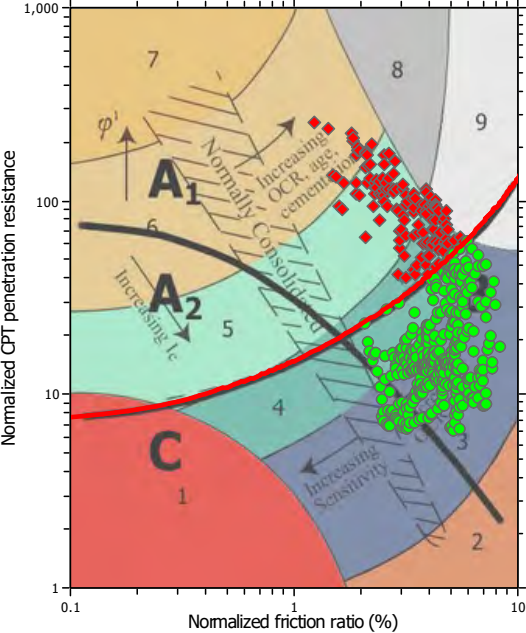 1,000
7
8
9
φ'
Increasing
OCR, age,
cementation
Normally Consolidated
A1
100
6
A2
Increasing Ic
5
10
4
C
3
1
Increasing
Sensitivity
2
1
0.1
1
10
Normalized CPT penetration resistance
Normalized friction ratio (%)